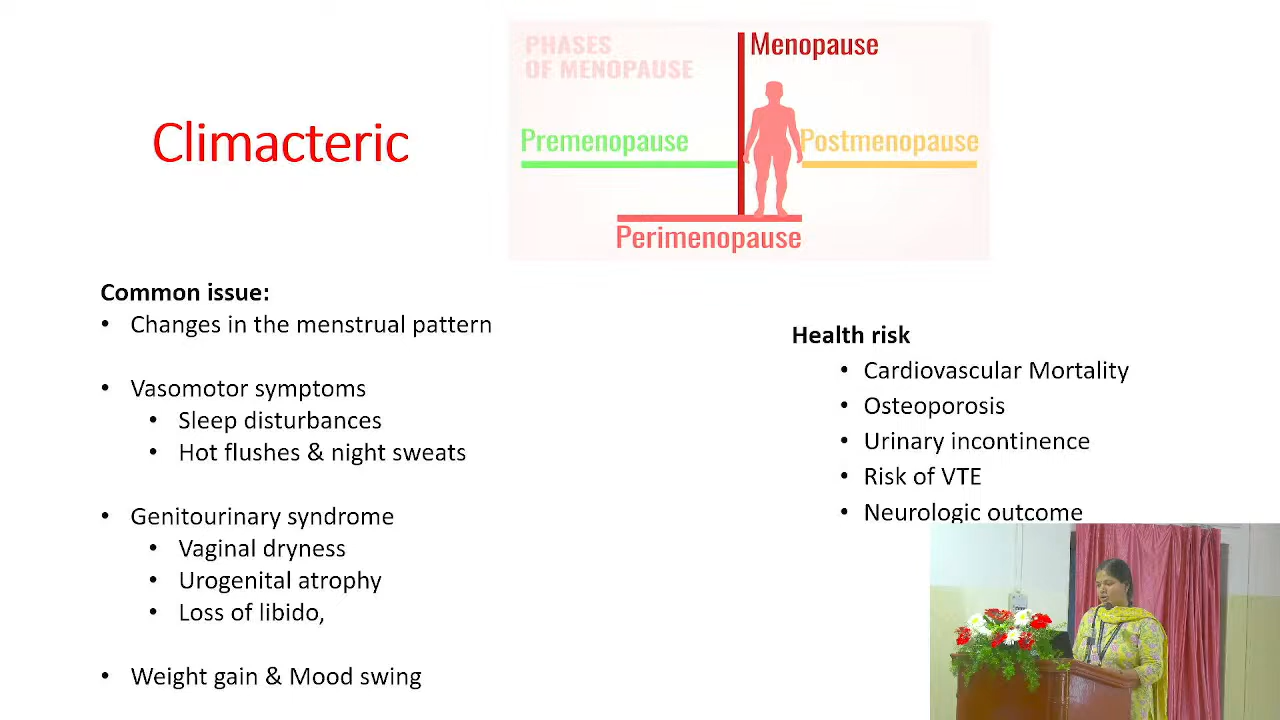 PHASES
OF MENOPAUSE
Menopause
Premenopause
Postmenopause
Perimenopause
Climacteric
Common issue:
• Changes in the menstrual pattern
• Vasomotor symptoms
• Sleep disturbances
• Hot flushes & night sweats
• Genitourinary syndrome
• Vaginal dryness
• Urogenital atrophy
• Loss of libido,
• Weight gain & Mood swing
Health risk
• Cardiovascular Mortality
• Osteoporosis
• Urinary incontinence
• Risk of VTE
• Neurologic outcome